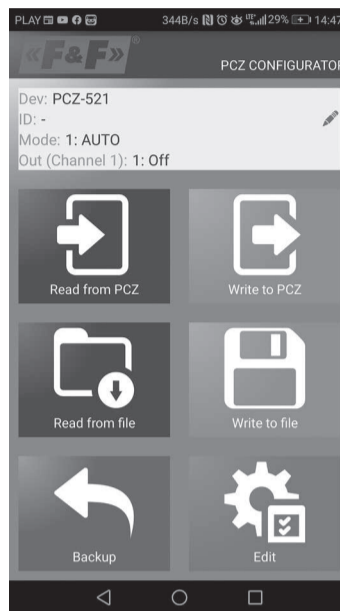 PLAY 344B/s 29% 14:47
«F&F»®
PCZ CONFIGURATOR
Dev: PCZ-521
ID: -
Mode: 1: AUTO
Out (Channel 1): 1: Off
Read from PCZ
Write to PCZ
Read from file
Write to file
Backup
Edit